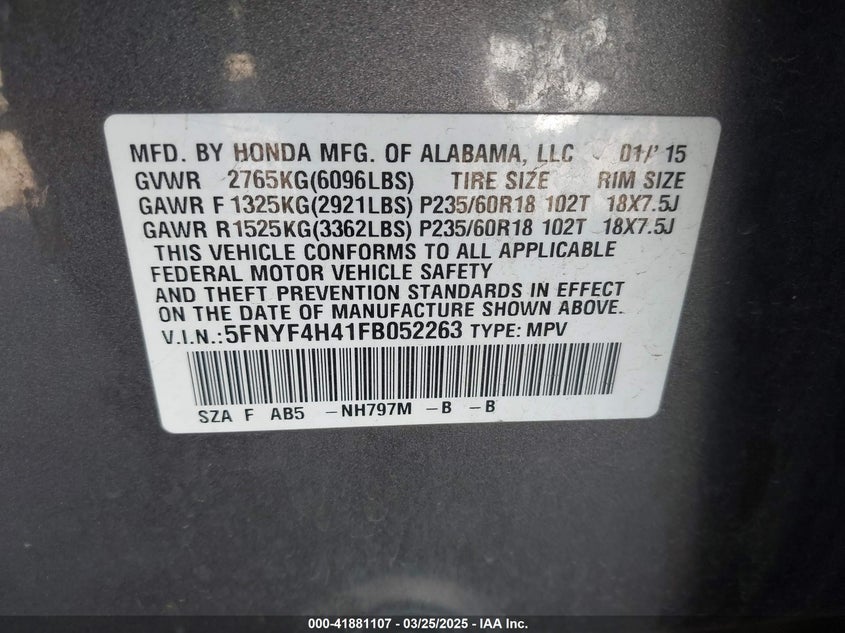 MFD. BY HONDA MFG. OF ALABAMA, LLC 01/'15
GVWR 2765KG(6096LBS) TIRE SIZE RIM SIZE
GAWR F 1325KG(2921LBS) P235/60R18 102T 18X7.5J
GAWR R1525KG(3362LBS) P235/60R18 102T 18X7.5J
THIS VEHICLE CONFORMS TO ALL APPLICABLE
FEDERAL MOTOR VEHICLE SAFETY
AND THEFT PREVENTION STANDARDS IN EFFECT
ON THE DATE OF MANUFACTURE SHOWN ABOVE.
V.I.N.:5FNYF4H41FB052263 TYPE: MPV
SZA F AB5 -NH797M -B -B
000-41881107 — 03/25/2025 — IAA Inc.